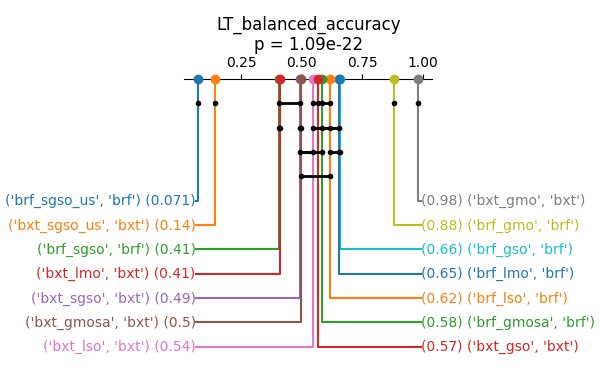 LT_balanced_accuracy
p = 1.09e-22
0.25 0.50 0.75 1.00
('brf_sgso_us', 'brf') (0.071) (0.98) ('bxt_gmo', 'bxt')
('bxt_sgso_us', 'bxt') (0.14) (0.88) ('brf_gmo', 'brf')
('brf_sgso', 'brf') (0.41) (0.66) ('brf_gso', 'brf')
('bxt_lmo', 'bxt') (0.41) (0.65) ('brf_lmo', 'brf')
('bxt_sgso', 'bxt') (0.49) (0.62) ('brf_lso', 'brf')
('bxt_gmosa', 'bxt') (0.5) (0.58) ('brf_gmosa', 'brf')
('bxt_lso', 'bxt') (0.54) (0.57) ('bxt_gso', 'bxt')